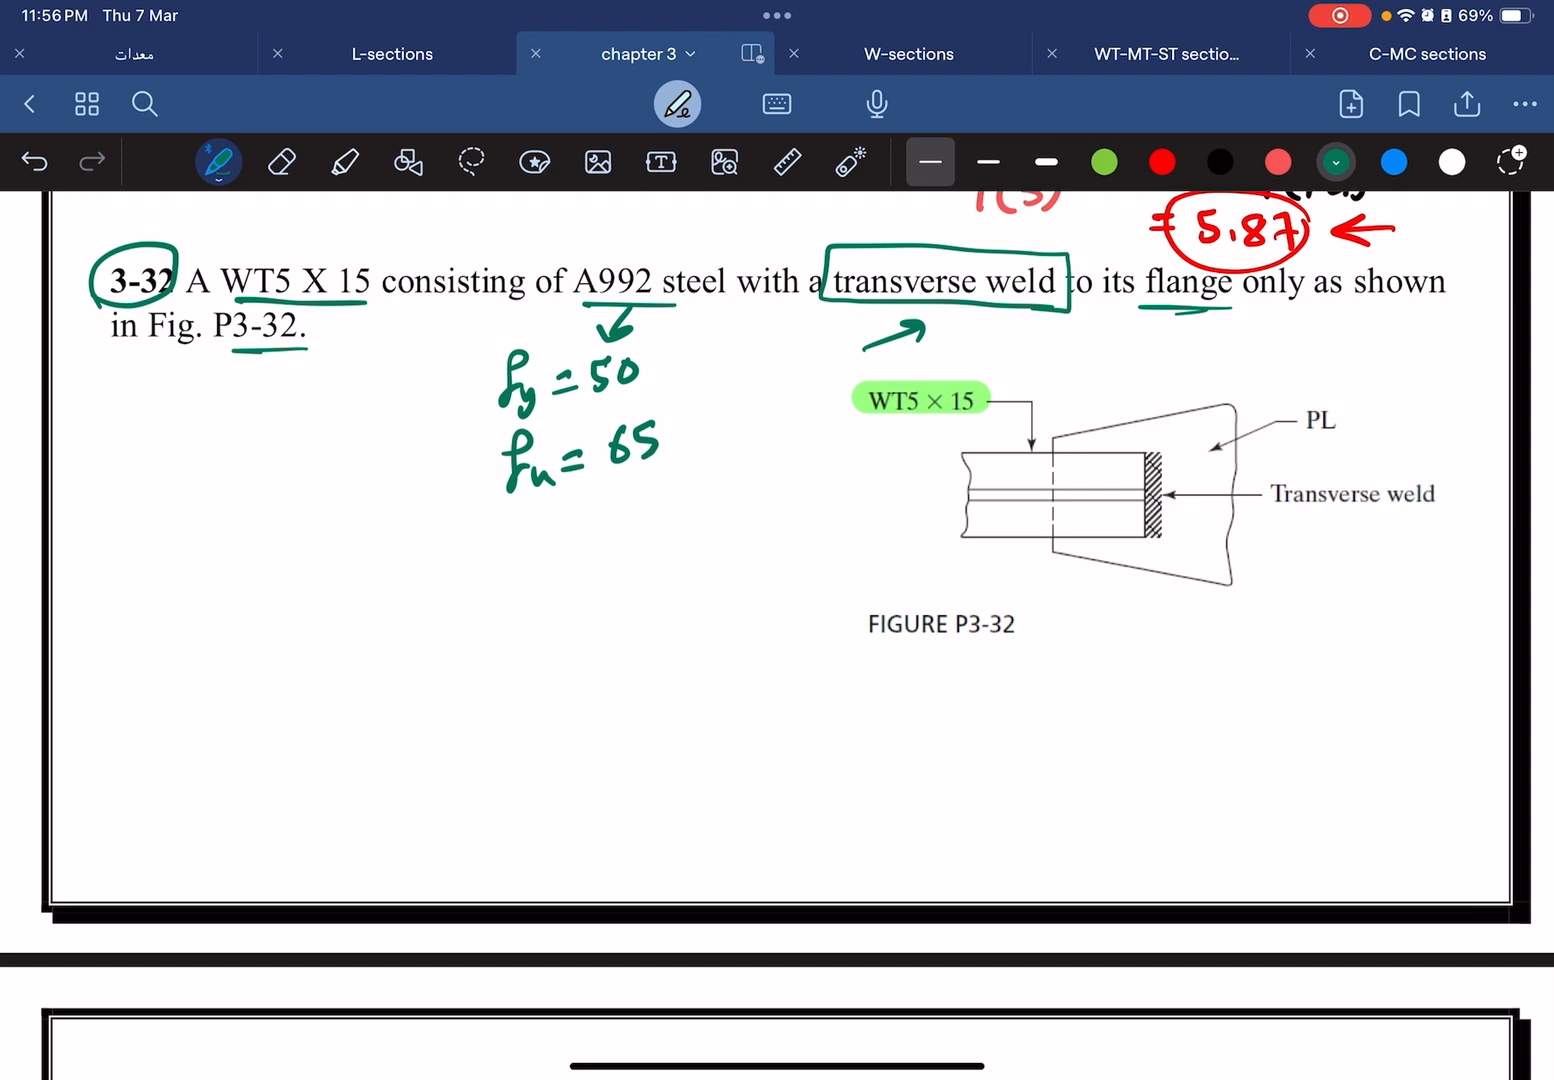 11:56 PM Thu 7 Mar
69%
معدات
L-sections
chapter 3
W-sections
WT-MT-ST sectio...
C-MC sections
= 5.87 ←
3-32 A WT5 X 15 consisting of A992 steel with a transverse weld to its flange only as shown
in Fig. P3-32.
fy = 50
fu = 65
WT5 × 15
PL
Transverse weld
FIGURE P3-32